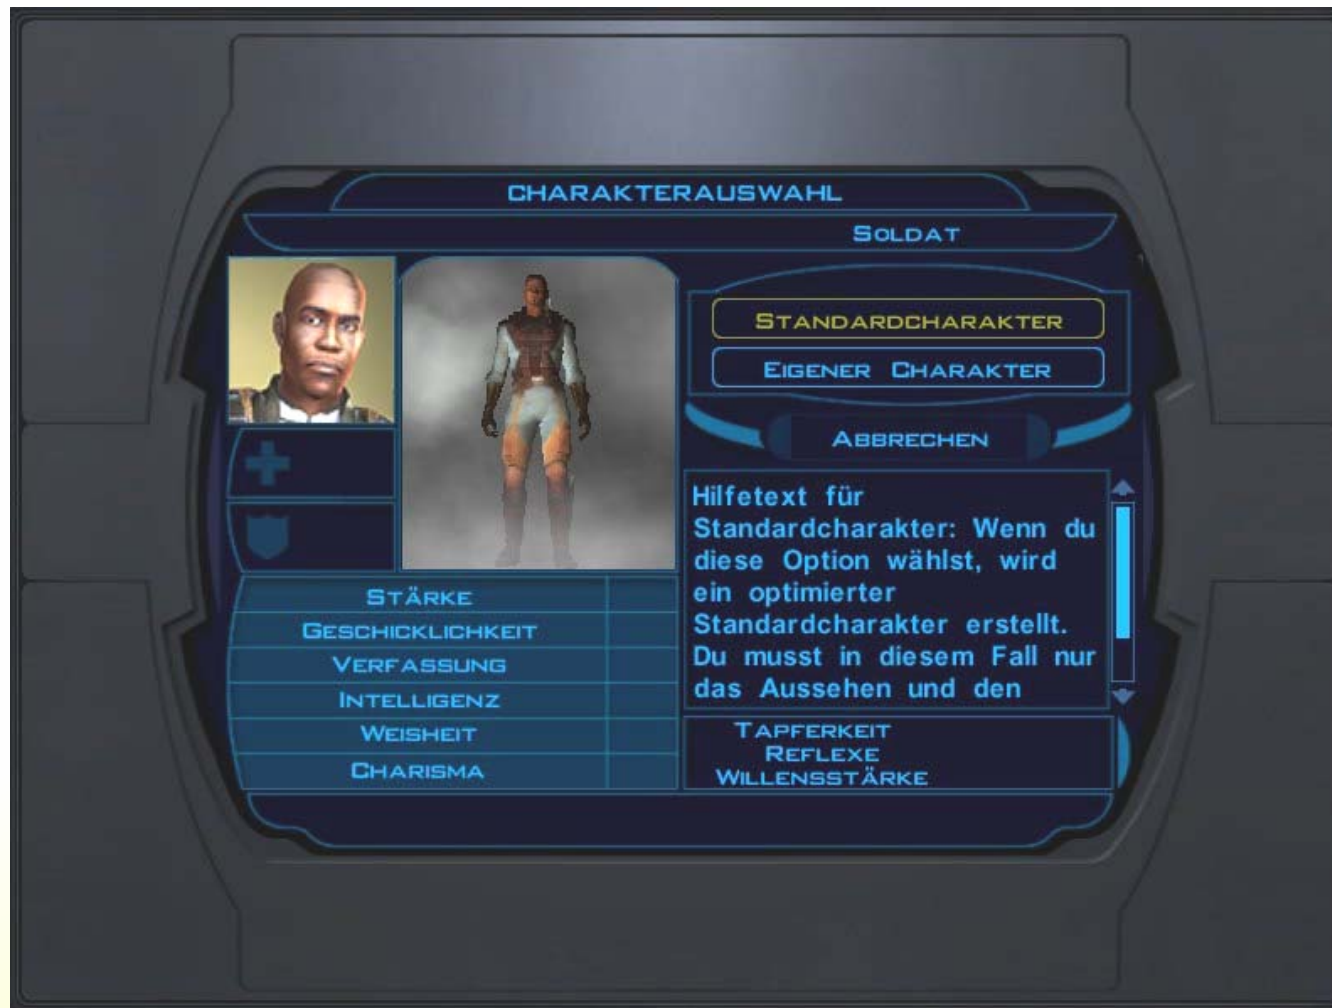 CHARAKTERAUSWAHL
SOLDAT
STANDARDCHARAKTER
EIGENER CHARAKTER
ABBRECHEN
Hilfetext für
Standardcharakter: Wenn du
diese Option wählst, wird
ein optimierter
Standardcharakter erstellt.
Du musst in diesem Fall nur
das Aussehen und den
STÄRKE
GESCHICKLICHKEIT
VERFASSUNG
INTELLIGENZ
WEISHEIT
CHARISMA
TAPFERKEIT
REFLEXE
WILLENSSTÄRKE